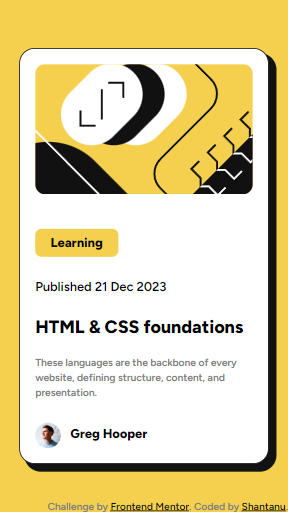 Learning
Published 21 Dec 2023
HTML & CSS foundations
These languages are the backbone of every
website, defining structure, content, and
presentation.
Greg Hooper
Challenge by Frontend Mentor. Coded by Shantanu